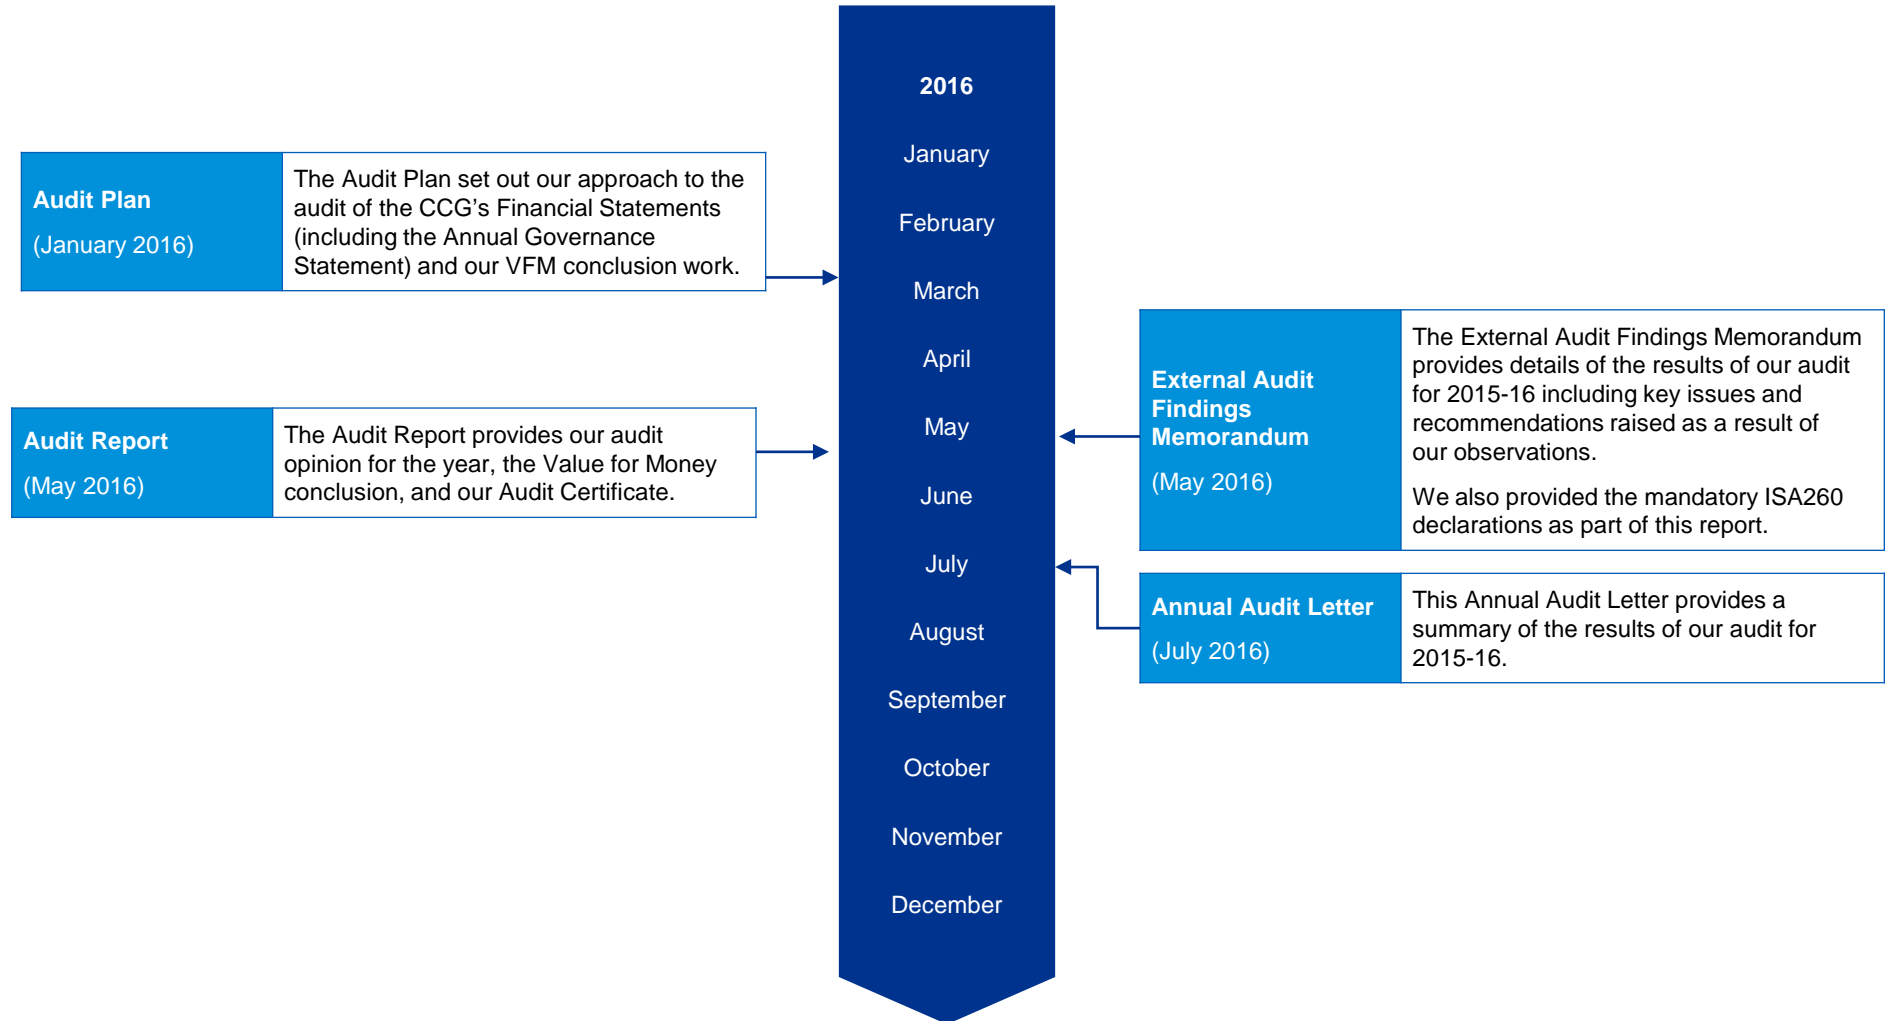 2016
January
February
March
April
May
June
July
August
September
October
November
December
Audit Plan
(January 2016)
The Audit Plan set out our approach to the
audit of the CCG's Financial Statements
(including the Annual Governance
Statement) and our VFM conclusion work.
Audit Report
(May 2016)
The Audit Report provides our audit
opinion for the year, the Value for Money
conclusion, and our Audit Certificate.
External Audit
Findings
Memorandum
(May 2016)
The External Audit Findings Memorandum
provides details of the results of our audit
for 2015-16 including key issues and
recommendations raised as a result of
our observations.
We also provided the mandatory ISA260
declarations as part of this report.
Annual Audit Letter
(July 2016)
This Annual Audit Letter provides a
summary of the results of our audit for
2015-16.